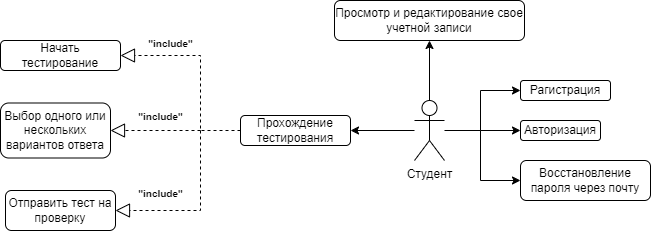 Просмотр и редактирование свое
учетной записи
"include"
Начать
тестирование
Рагистрация
"include"
Выбор одного или
нескольких
вариантов ответа
Прохождение
тестирования
Авторизация
Студент
Восстановление
пароля через почту
"include"
Отправить тест на
проверку